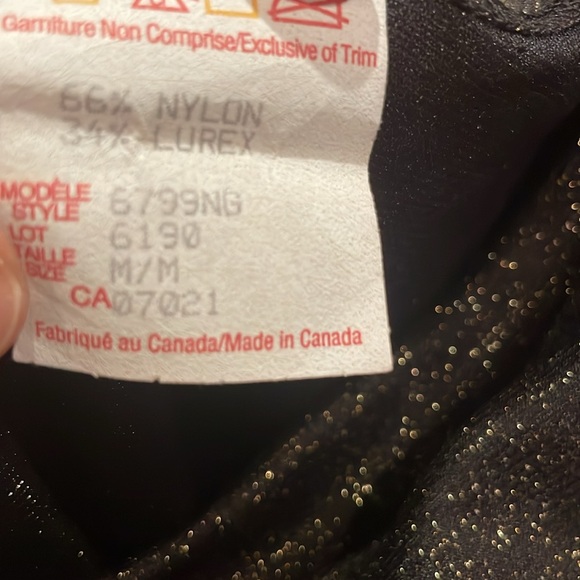 Garniture Non Comprise/Exclusive of Trim
66% NYLON
34% LUREX
MODÈLE
STYLE 6799NG
LOT 6190
TAILLE
SIZE M/M
CA07021
Fabriqué au Canada/Made in Canada